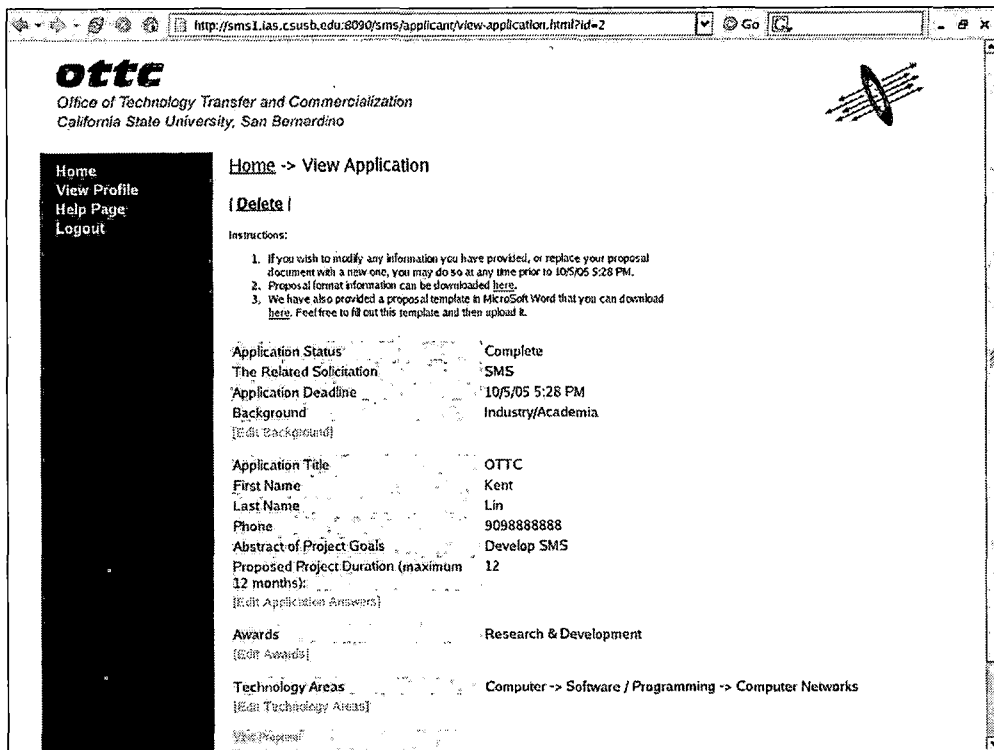 http://sms1.ias.csusb.edu:8090/sms/applicant/view-application.html?id=2
Go
ottc
Office of Technology Transfer and Commercialization
California State University, San Bernardino
Home
View Profile
Help Page
Logout
Home -> View Application
| Delete |
Instructions:
1. If you wish to modify any information you have provided, or replace your proposal
document with a new one, you may do so at any time prior to 10/5/05 5:28 PM.
2. Proposal format information can be downloaded here.
3. We have also provided a proposal template in MicroSoft Word that you can download
here. Feel free to fill out this template and then upload it.
Application Status Complete
The Related Solicitation SMS
Application Deadline 10/5/05 5:28 PM
Background Industry/Academia
[Edit Background]
Application Title OTTC
First Name Kent
Last Name Lin
Phone 9098888888
Abstract of Project Goals Develop SMS
Proposed Project Duration (maximum 12
12 months):
[Edit Application Answers]
Awards Research & Development
[Edit Awards]
Technology Areas Computer -> Software / Programming -> Computer Networks
[Edit Technology Areas]
Proposal